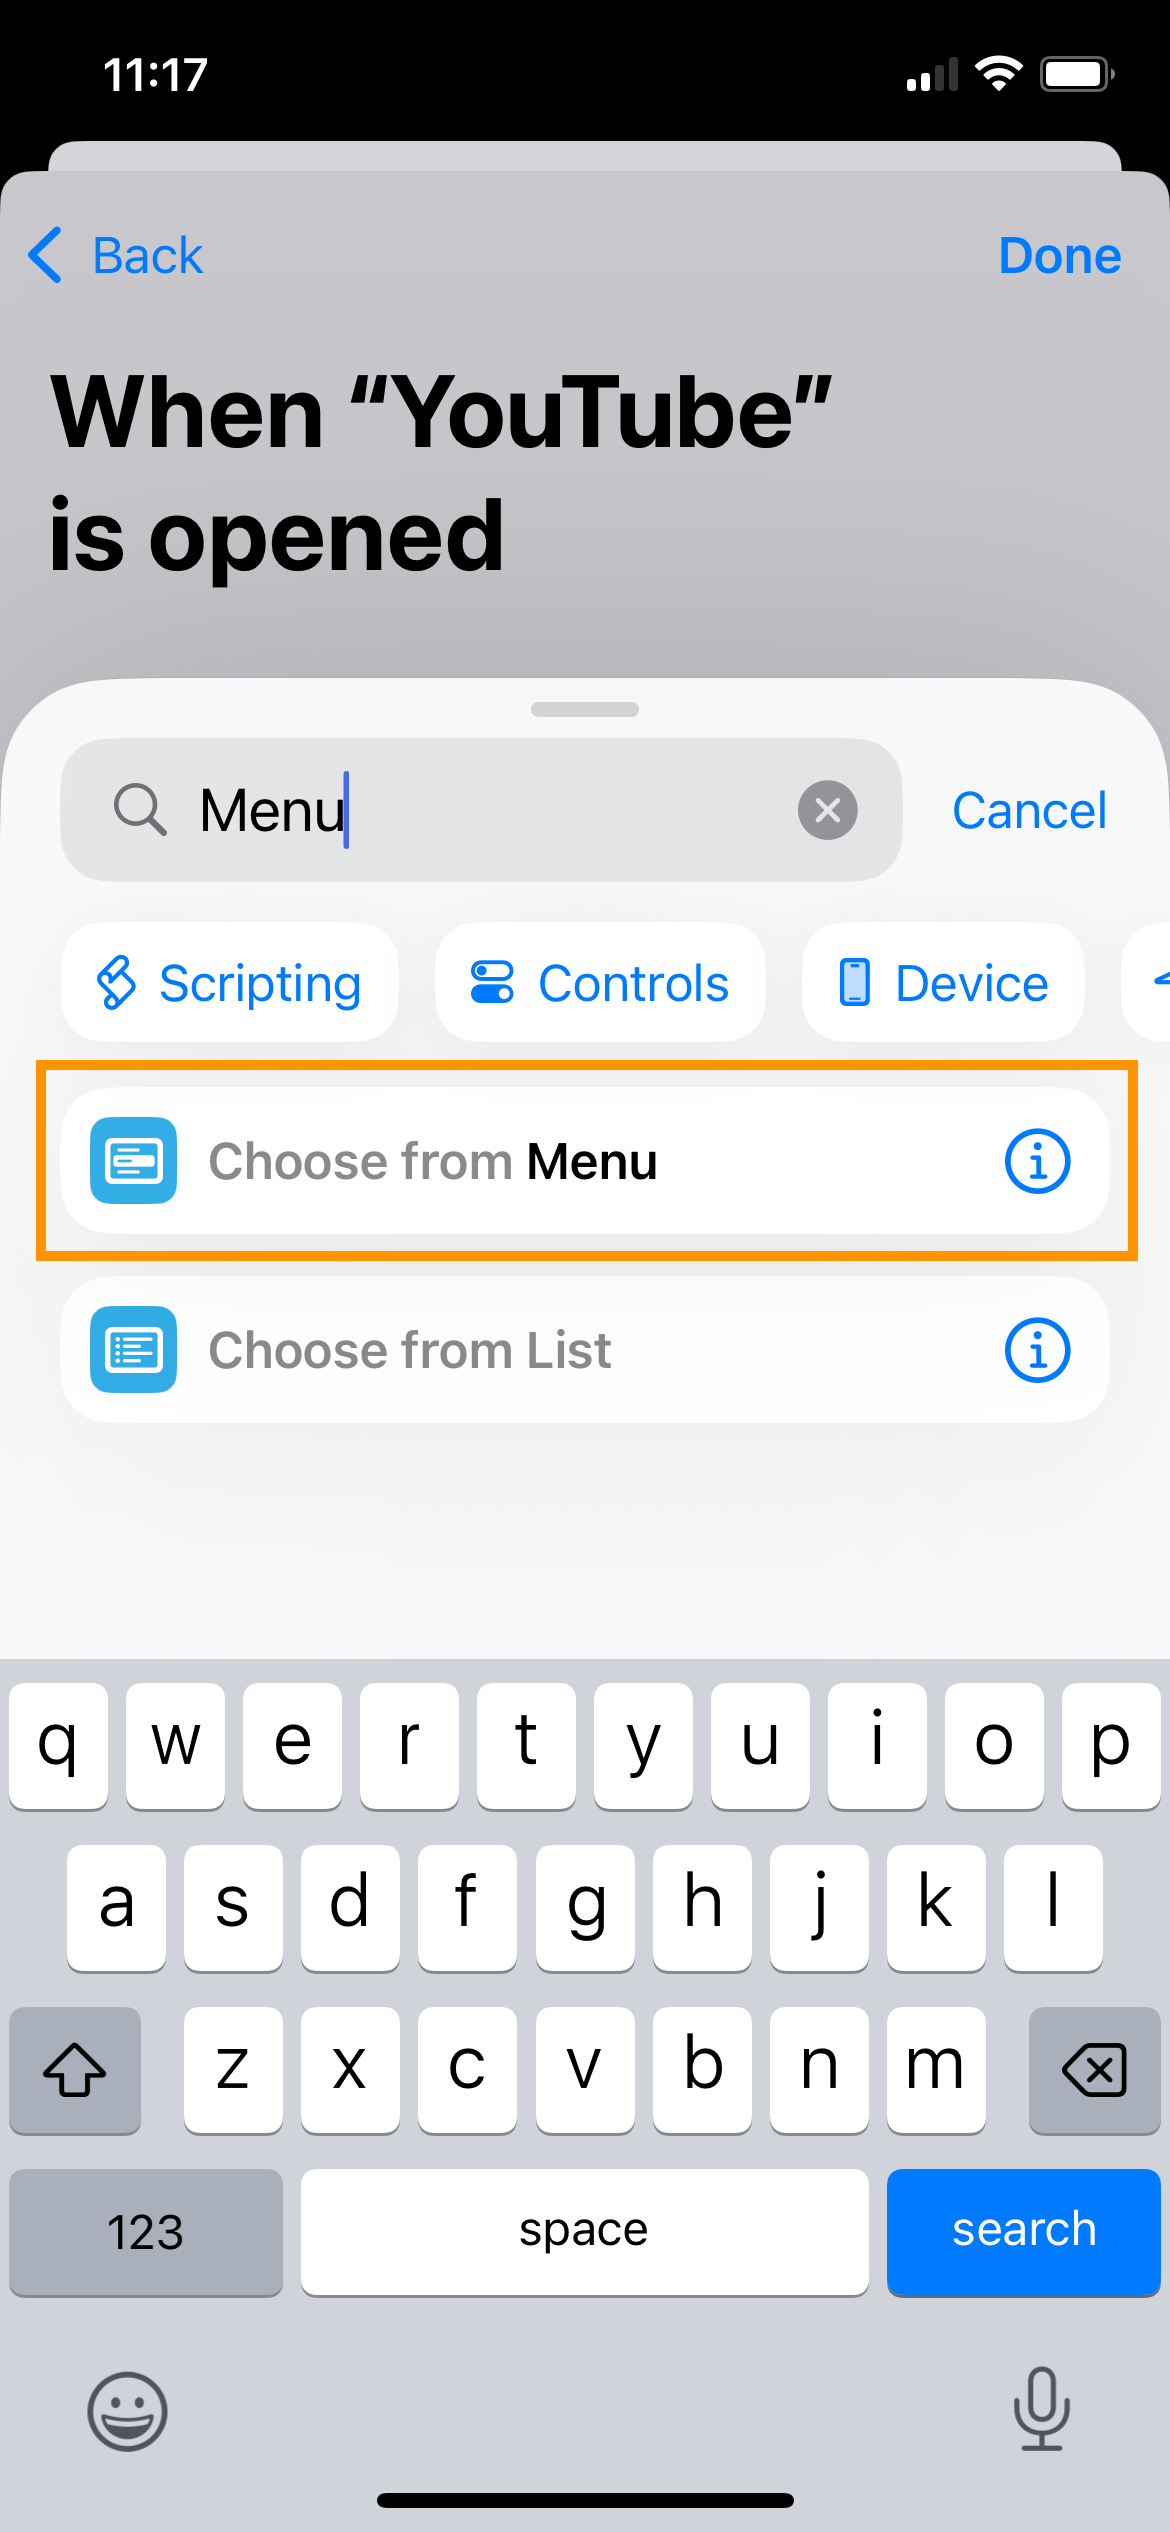 11:17
Back
Done
When “YouTube”
is opened
Menu
Cancel
Scripting
Controls
Device
Choose from Menu
Choose from List
q w e r t y u i o p
a s d f g h j k l
z x c v b n m
123
space
search